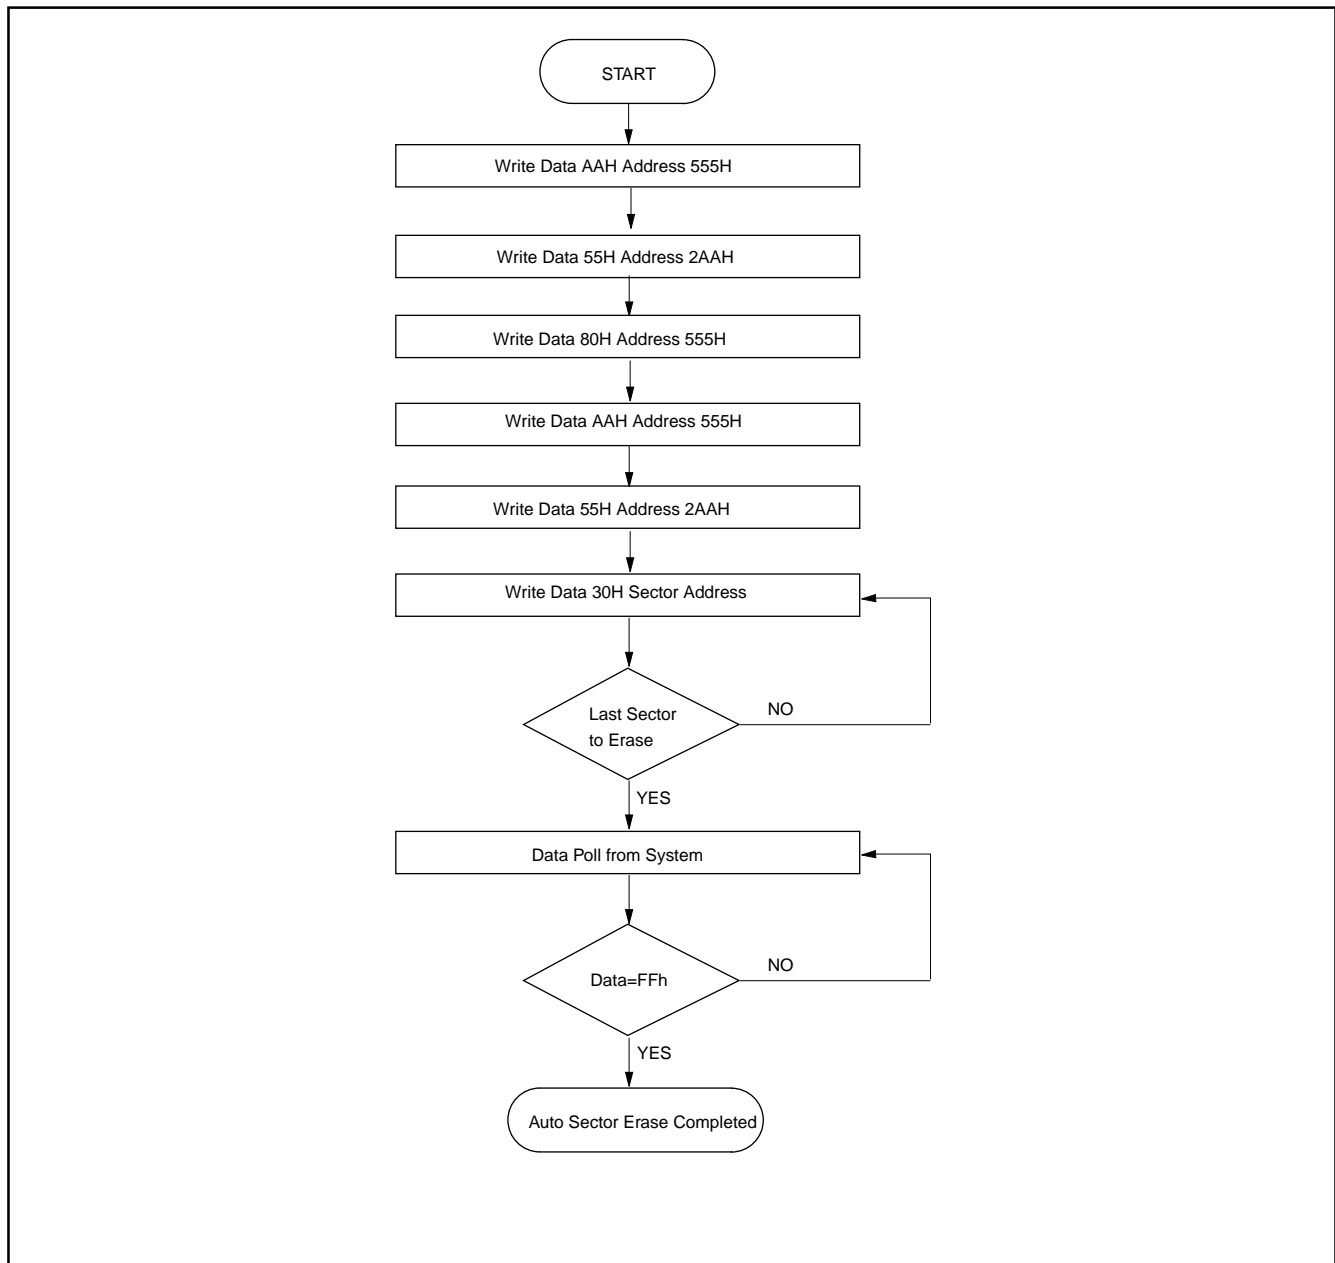 START
Write Data AAH Address 555H
Write Data 55H Address 2AAH
Write Data 80H Address 555H
Write Data AAH Address 555H
Write Data 55H Address 2AAH
Write Data 30H Sector Address
Last Sector
to Erase
NO
YES
Data Poll from System
Data=FFh
NO
YES
Auto Sector Erase Completed